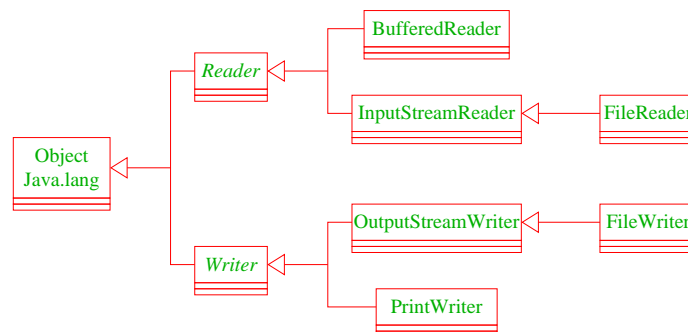 BufferedReader
Reader
InputStreamReader
FileReader
Object
Java.lang
OutputStreamWriter
FileWriter
Writer
PrintWriter